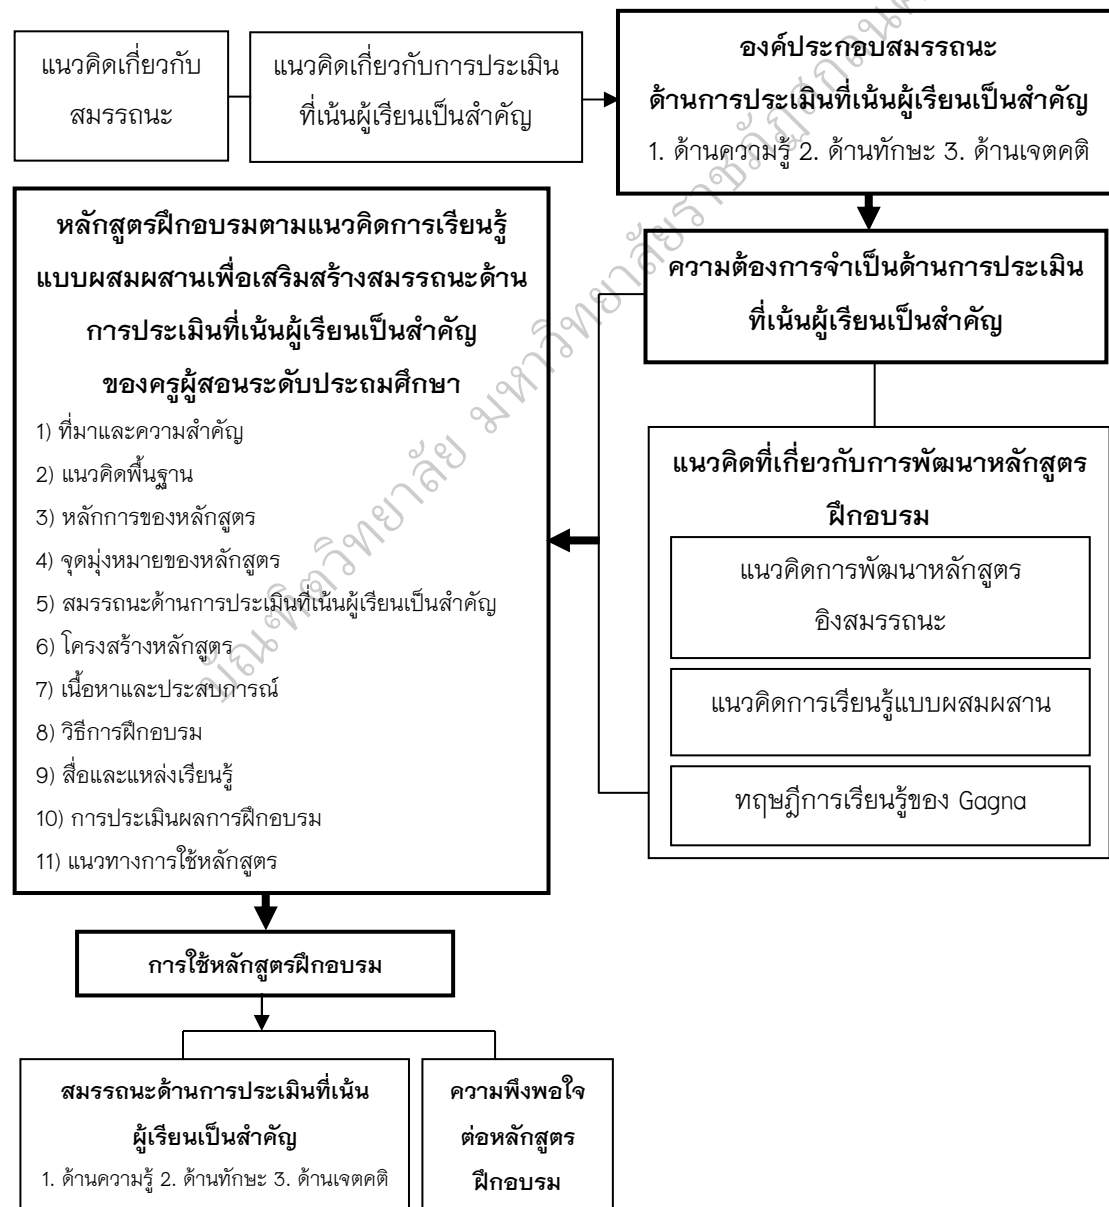 แนวคิดเกี่ยวกับ
สมรรถนะ
แนวคิดเกี่ยวกับการประเมิน
ที่เน้นผู้เรียนเป็นสำคัญ
องค์ประกอบสมรรถนะ
ด้านการประเมินที่เน้นผู้เรียนเป็นสำคัญ
1. ด้านความรู้ 2. ด้านทักษะ 3. ด้านเจตคติ
ความต้องการจำเป็นด้านการประเมิน
ที่เน้นผู้เรียนเป็นสำคัญ
แนวคิดที่เกี่ยวกับการพัฒนาหลักสูตร
ฝึกอบรม
แนวคิดการพัฒนาหลักสูตร
อิงสมรรถนะ
แนวคิดการเรียนรู้แบบผสมผสาน
ทฤษฎีการเรียนรู้ของ Gagna
หลักสูตรฝึกอบรมตามแนวคิดการเรียนรู้
แบบผสมผสานเพื่อเสริมสร้างสมรรถนะด้าน
การประเมินที่เน้นผู้เรียนเป็นสำคัญ
ของครูผู้สอนระดับประถมศึกษา
1) ที่มาและความสำคัญ
2) แนวคิดพื้นฐาน
3) หลักการของหลักสูตร
4) จุดมุ่งหมายของหลักสูตร
5) สมรรถนะด้านการประเมินที่เน้นผู้เรียนเป็นสำคัญ
6) โครงสร้างหลักสูตร
7) เนื้อหาและประสบการณ์
8) วิธีการฝึกอบรม
9) สื่อและแหล่งเรียนรู้
10) การประเมินผลการฝึกอบรม
11) แนวทางการใช้หลักสูตร
การใช้หลักสูตรฝึกอบรม
สมรรถนะด้านการประเมินที่เน้น
ผู้เรียนเป็นสำคัญ
1. ด้านความรู้ 2. ด้านทักษะ 3. ด้านเจตคติ
ความพึงพอใจ
ต่อหลักสูตร
ฝึกอบรม
บัณฑิตวิทยาลัย มหาวิทยาลัยราชภัฏสกลนคร